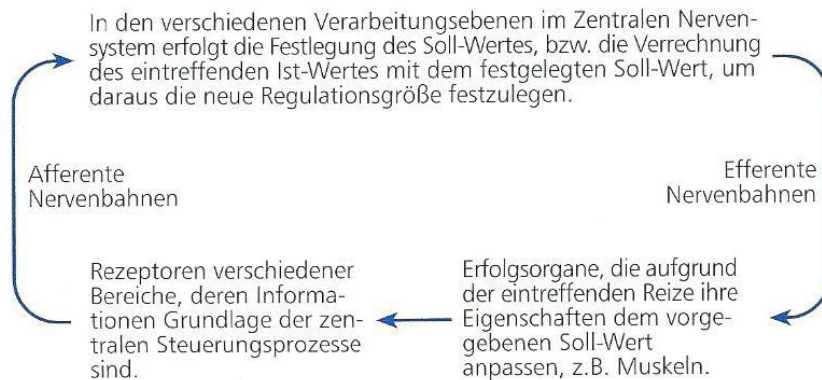 In den verschiedenen Verarbeitungsebenen im Zentralen Nerven-
system erfolgt die Festlegung des Soll-Wertes, bzw. die Verrechnung
des eintreffenden Ist-Wertes mit dem festgelegten Soll-Wert, um
daraus die neue Regulationsgröße festzulegen.
Afferente
Nervenbahnen
Efferente
Nervenbahnen
Rezeptoren verschiedener
Bereiche, deren Informa-
tionen Grundlage der zen-
tralen Steuerungsprozesse
sind.
Erfolgsorgane, die aufgrund
der eintreffenden Reize ihre
Eigenschaften dem vorge-
gebenen Soll-Wert
anpassen, z.B. Muskeln.